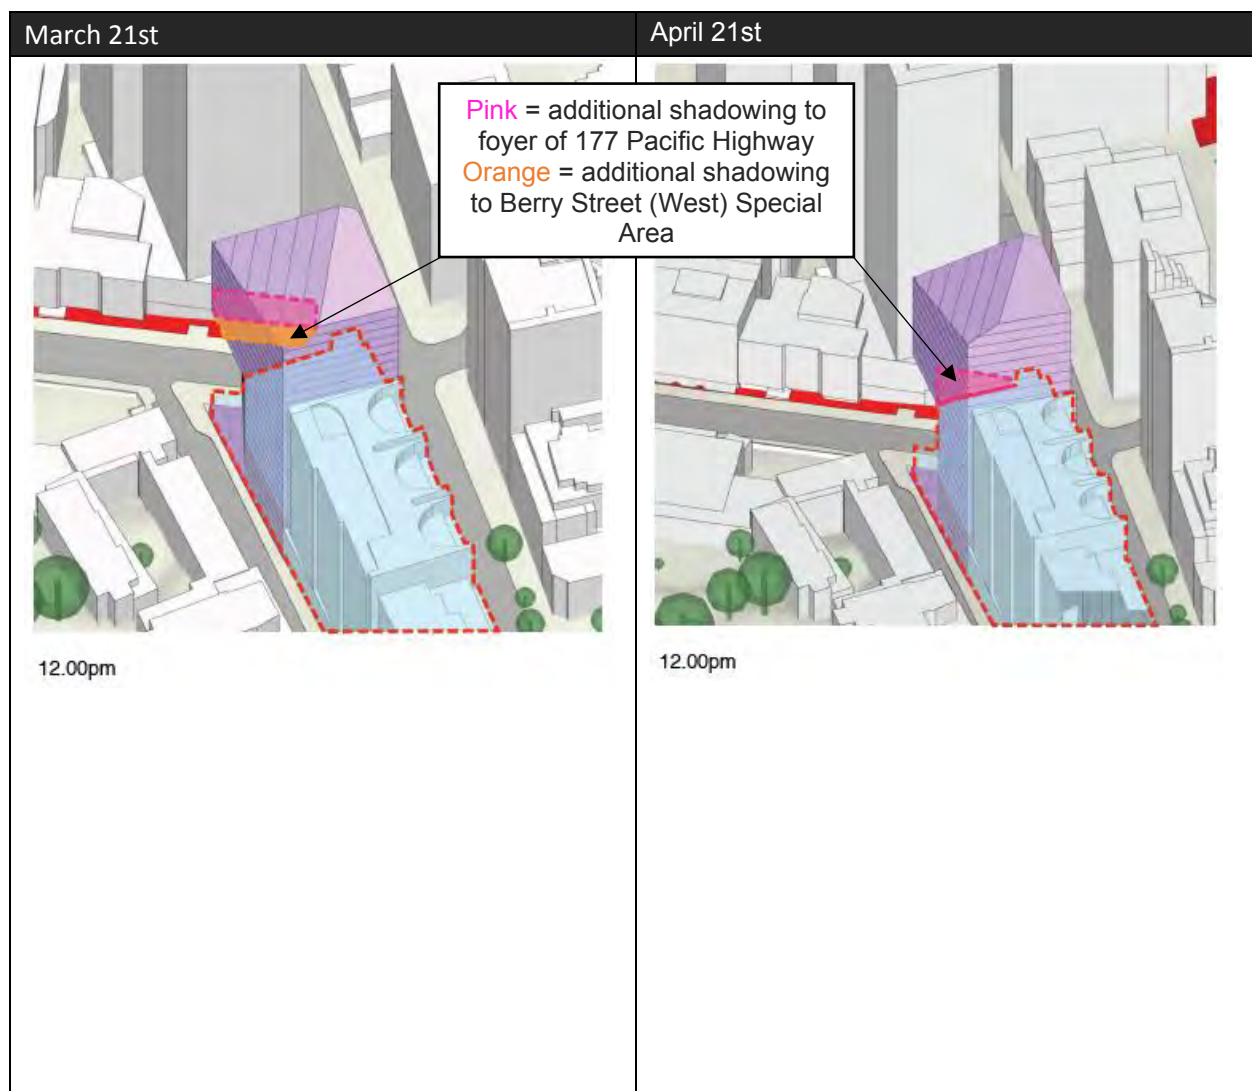 March 21st
April 21st
Pink = additional shadowing to
foyer of 177 Pacific Highway
Orange = additional shadowing
to Berry Street (West) Special
Area
12.00pm
12.00pm